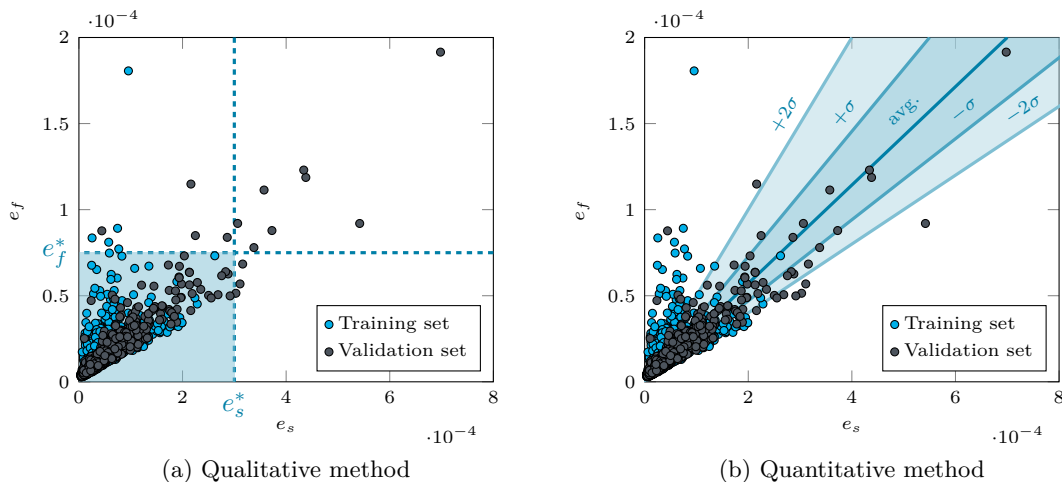 ·10⁻⁴
2
1.5
1
0.5
0
e_f
e_f^*
0
2
4
6
8
e_s^*
e_s
·10⁻⁴
Training set
Validation set
(a) Qualitative method
·10⁻⁴
2
1.5
1
0.5
0
e_f
+2σ
+σ
avg.
−σ
−2σ
Training set
Validation set
0
2
4
6
8
e_s
·10⁻⁴
(b) Quantitative method